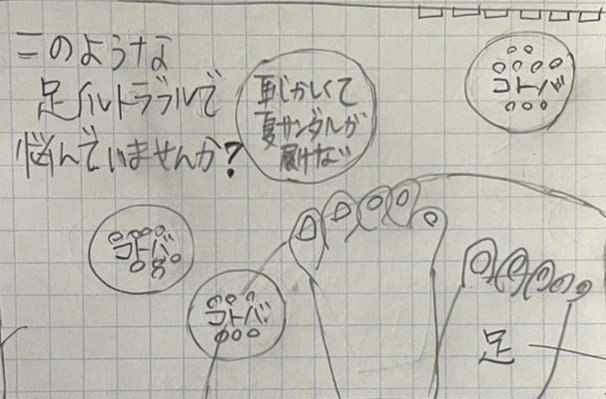 このような
足爪トラブルで
悩んでいませんか?
恥ずかしくて
夏サンダルが
履けない
○○
○○○○
コトバ
○○○
○○○○
コトバ
○○○
○○○
コトバ
○○○
足